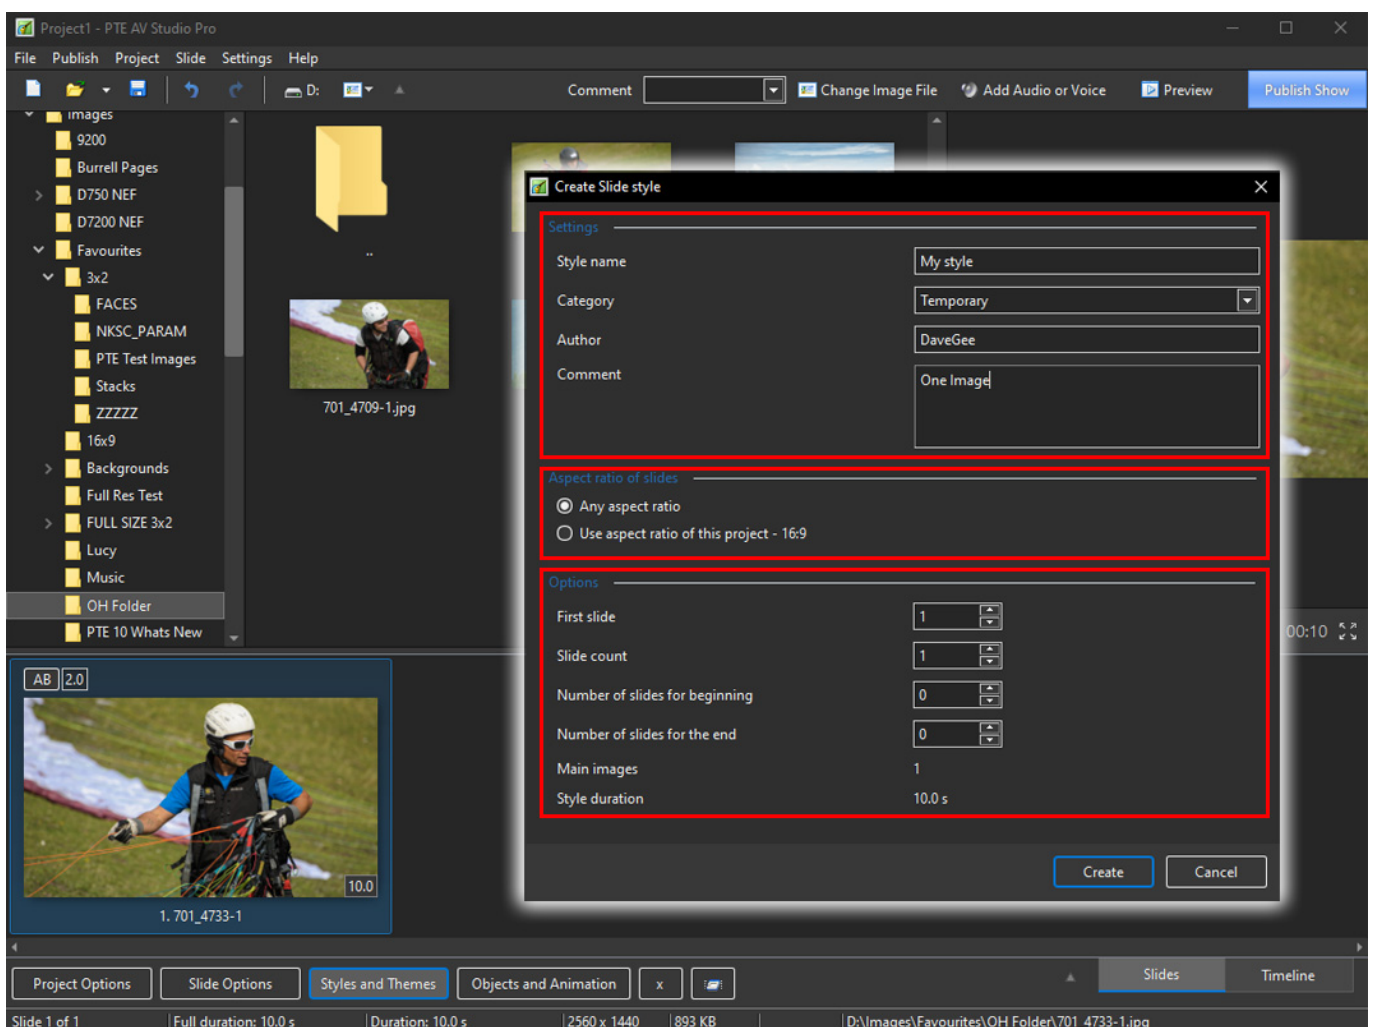 Project1 - PTE AV Studio Pro
File Publish Project Slide Settings Help
D: Comment Change Image File Add Audio or Voice Preview Publish Show
Images
9200
Burrell Pages
D750 NEF
D7200 NEF
Favourites
3x2
FACES
NKSC_PARAM
PTE Test Images
Stacks
ZZZZZ
16x9
Backgrounds
Full Res Test
FULL SIZE 3x2
Lucy
Music
OH Folder
PTE 10 Whats New
..
701_4709-1.jpg
Create Slide style
Settings
Style name My style
Category Temporary
Author DaveGee
Comment One Image
Aspect ratio of slides
Any aspect ratio
Use aspect ratio of this project - 16:9
Options
First slide 1
Slide count 1
Number of slides for beginning 0
Number of slides for the end 0
Main images 1
Style duration 10.0 s
Create Cancel
00:10
AB 2.0
10.0
1. 701_4733-1
Project Options Slide Options Styles and Themes Objects and Animation x Slides Timeline
Slide 1 of 1 Full duration: 10.0 s Duration: 10.0 s 2560 x 1440 893 KB D:\Images\Favourites\OH Folder\701_4733-1.jpg